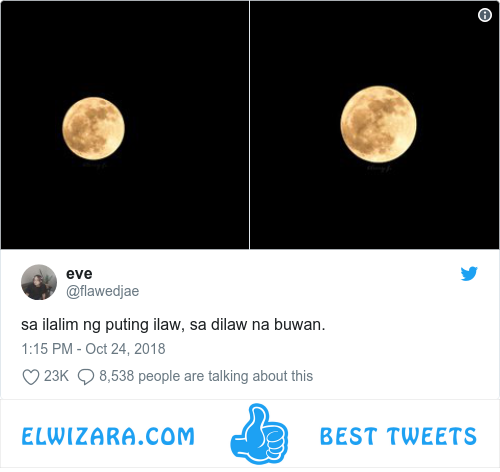 eve
@flawedjae
sa ilalim ng puting ilaw, sa dilaw na buwan.
1:15 PM - Oct 24, 2018
23K 8,538 people are talking about this
ELWIZARA.COM BEST TWEETS